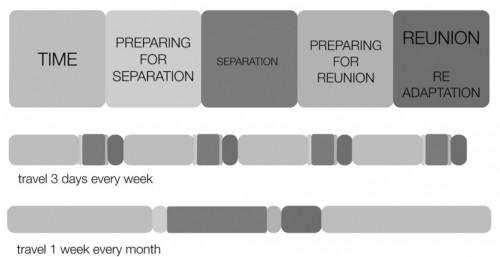 TIME
PREPARING
FOR
SEPARATION
SEPARATION
PREPARING
FOR
REUNION
REUNION
RE
ADAPTATION
travel 3 days every week
travel 1 week every month